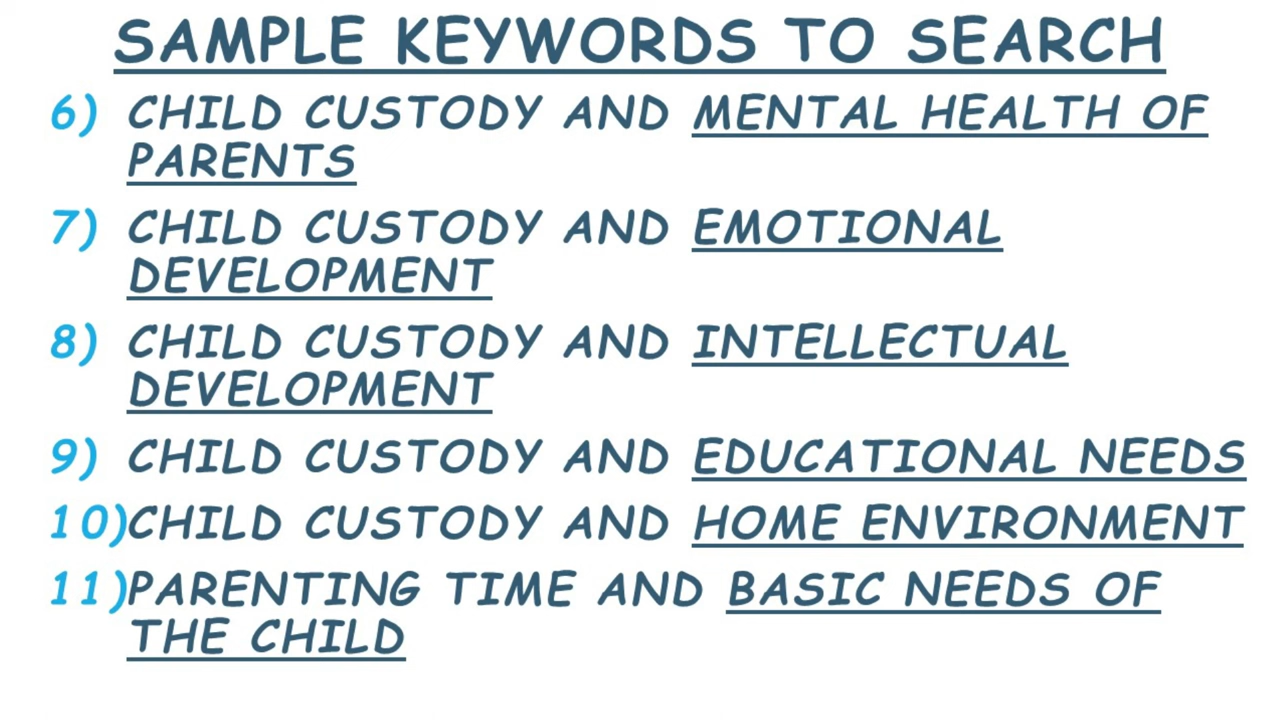 SAMPLE KEYWORDS TO SEARCH
6) CHILD CUSTODY AND MENTAL HEALTH OF
PARENTS
7) CHILD CUSTODY AND EMOTIONAL
DEVELOPMENT
8) CHILD CUSTODY AND INTELLECTUAL
DEVELOPMENT
9) CHILD CUSTODY AND EDUCATIONAL NEEDS
10)CHILD CUSTODY AND HOME ENVIRONMENT
11)PARENTING TIME AND BASIC NEEDS OF
THE CHILD